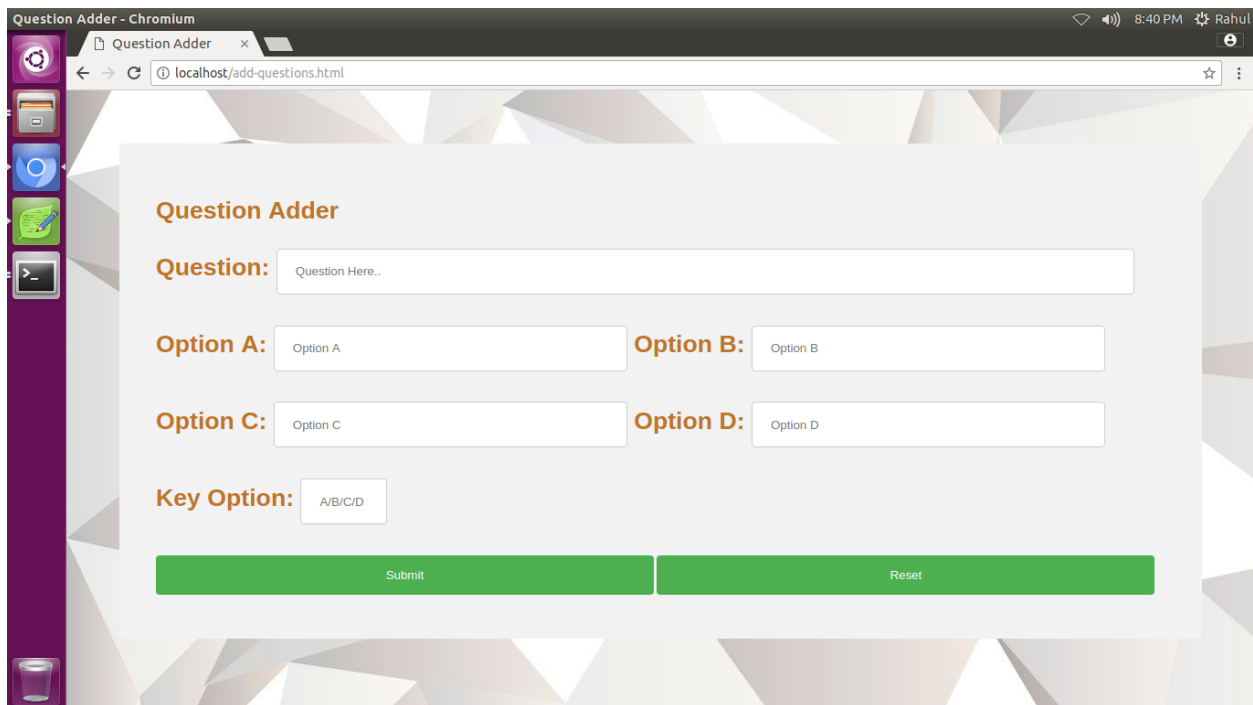 Question Adder - Chromium
8:40 PM Rahul
Question Adder ×
localhost/add-questions.html
Question Adder
Question: Question Here..
Option A: Option A Option B: Option B
Option C: Option C Option D: Option D
Key Option: A/B/C/D
Submit Reset